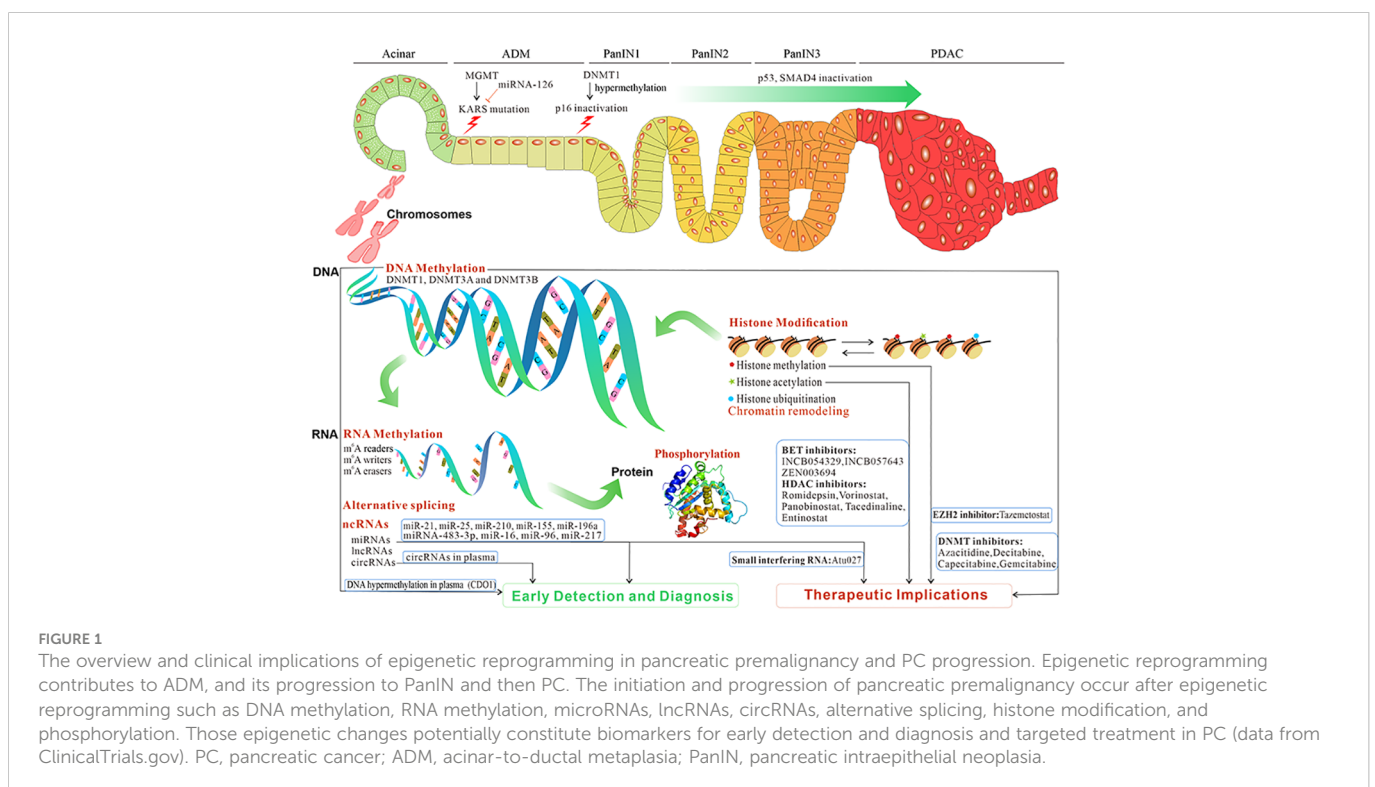 Acinar ADM PanIN1 PanIN2 PanIN3 PDAC
MGMT
miRNA-126
KARS mutation
DNMT1
hypermethylation
p16 inactivation
p53, SMAD4 inactivation
Chromosomes
DNA
DNA Methylation
DNMT1, DNMT3A and DNMT3B
Histone Modification
Histone methylation
Histone acetylation
Histone ubiquitination
Chromatin remodeling
RNA
RNA Methylation
m⁶A readers
m⁶A writers
m⁶A erasers
Protein
Phosphorylation
Alternative splicing
ncRNAs
miRNAs
lncRNAs
circRNAs
miR-21, miR-25, miR-210, miR-155, miR-196a
miRNA-483-3p, miR-16, miR-96, miR-217
circRNAs in plasma
DNA hypermethylation in plasma (CDO1)
Early Detection and Diagnosis
BET inhibitors:
INCB054329,INCB057643
ZEN003694
HDAC inhibitors:
Romidepsin,Vorinostat,
Panobinostat, Tacedinaline,
Entinostat
EZH2 inhibitor:Tazemetostat
DNMT inhibitors:
Azacitidine,Decitabine,
Capecitabine,Gemcitabine
Small interfering RNA:Atu027
Therapeutic Implications
FIGURE 1
The overview and clinical implications of epigenetic reprogramming in pancreatic premalignancy and PC progression. Epigenetic reprogramming
contributes to ADM, and its progression to PanIN and then PC. The initiation and progression of pancreatic premalignancy occur after epigenetic
reprogramming such as DNA methylation, RNA methylation, microRNAs, lncRNAs, circRNAs, alternative splicing, histone modification, and
phosphorylation. Those epigenetic changes potentially constitute biomarkers for early detection and diagnosis and targeted treatment in PC (data from
ClinicalTrials.gov). PC, pancreatic cancer; ADM, acinar-to-ductal metaplasia; PanIN, pancreatic intraepithelial neoplasia.